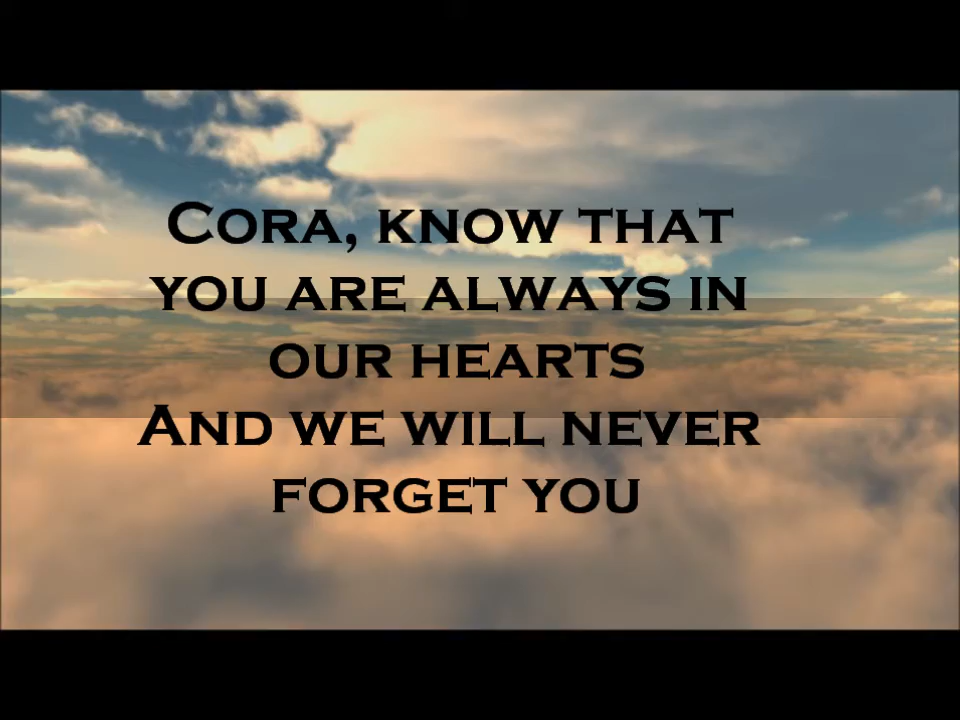 Cora, know that
you are always in
our hearts
And we will never
forget you